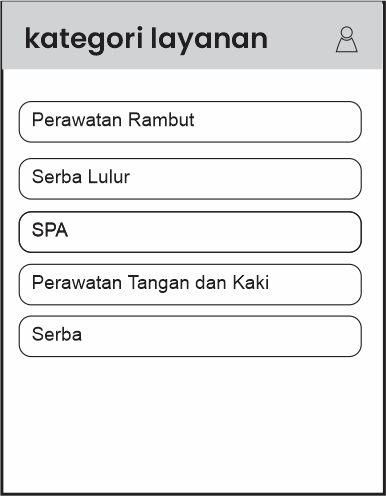 kategori layanan
Perawatan Rambut
Serba Lulur
SPA
Perawatan Tangan dan Kaki
Serba